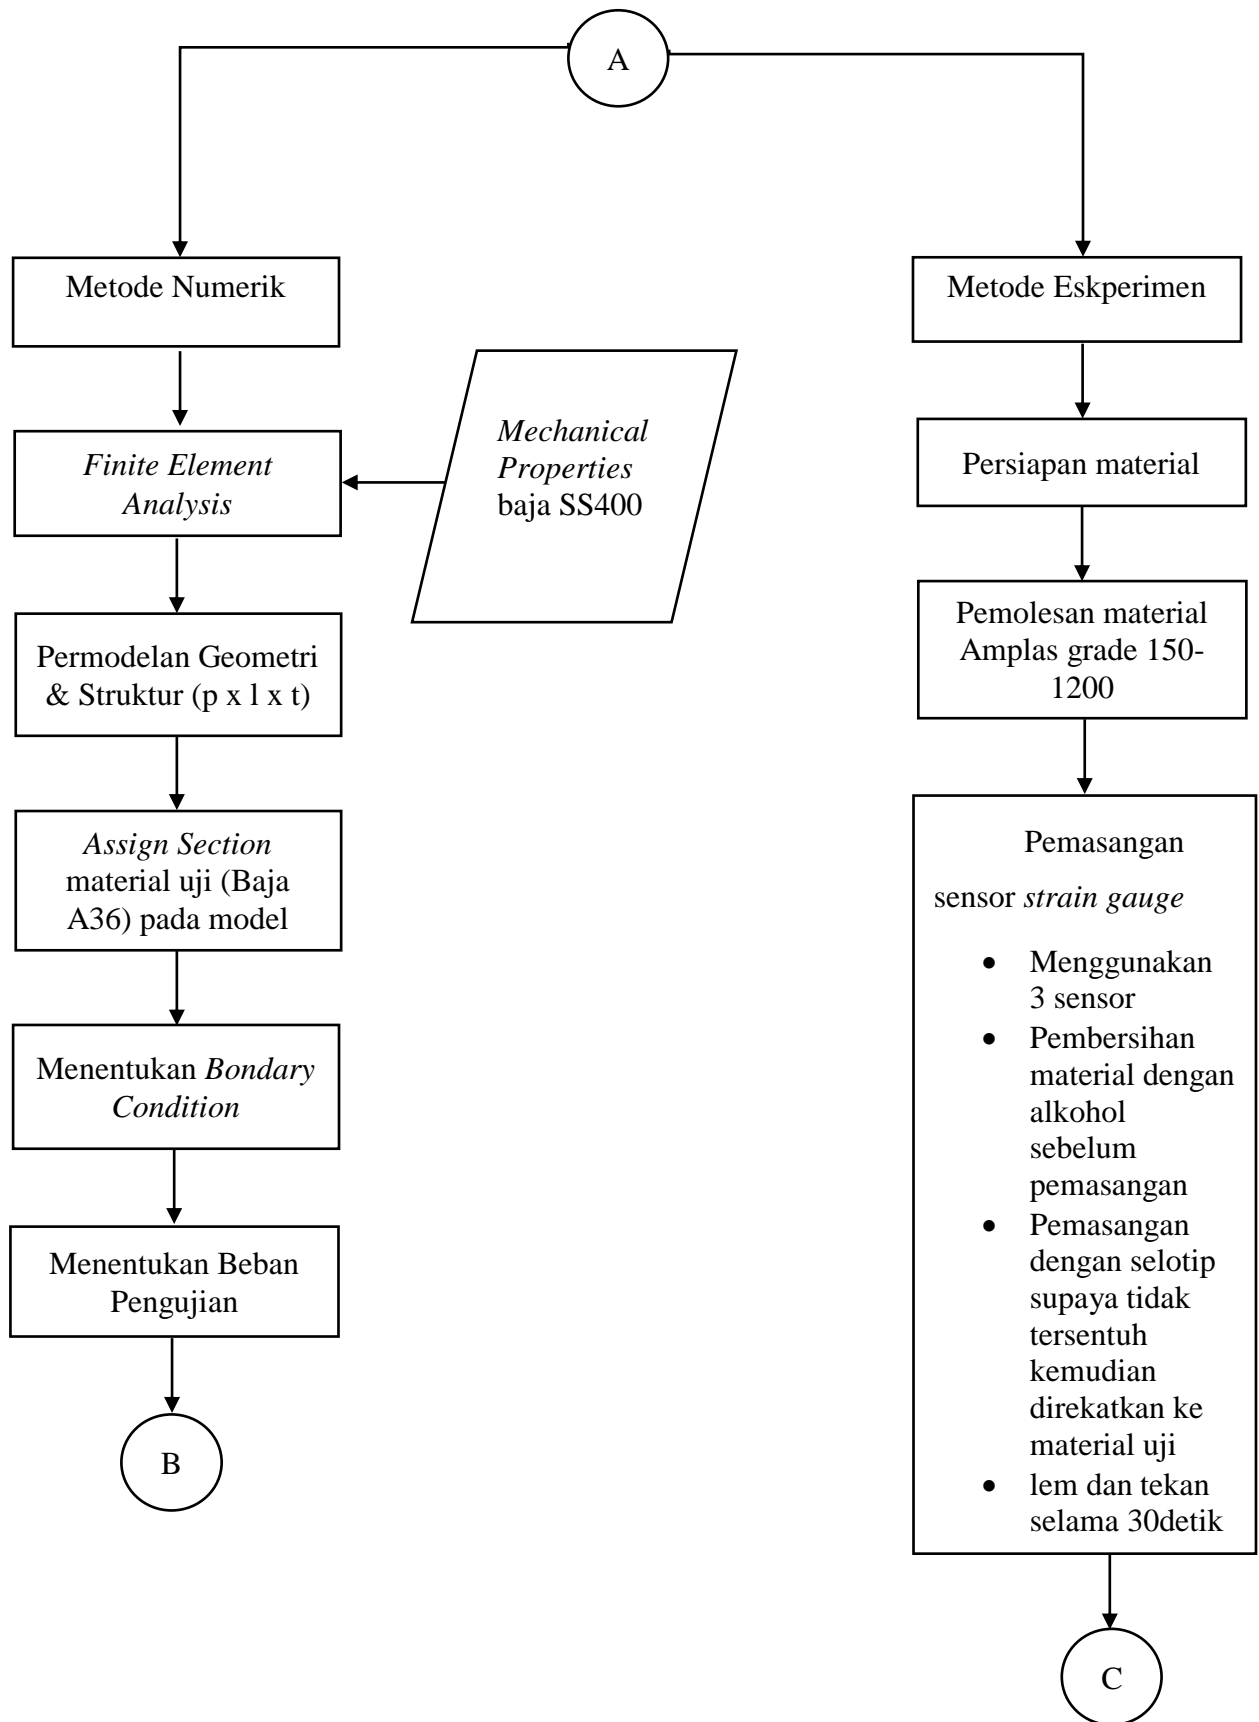 A
Metode Numerik
Finite Element
Analysis
Mechanical
Properties
baja SS400
Permodelan Geometri
& Struktur (p x l x t)
Assign Section
material uji (Baja
A36) pada model
Menentukan Bondary
Condition
Menentukan Beban
Pengujian
B
Metode Eskperimen
Persiapan material
Pemolesan material
Amplas grade 150-
1200
Pemasangan
sensor strain gauge
• Menggunakan
3 sensor
• Pembersihan
material dengan
alkohol
sebelum
pemasangan
• Pemasangan
dengan selotip
supaya tidak
tersentuh
kemudian
direkatkan ke
material uji
• lem dan tekan
selama 30detik
C